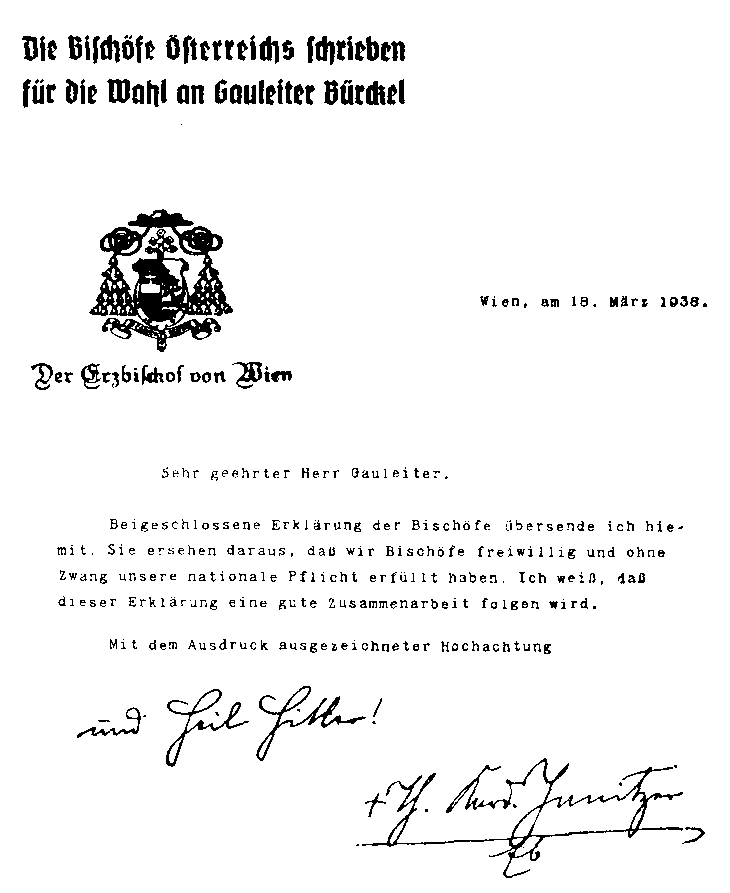 Die Bischöfe Österreichs schrieben
für die Wahl an Gauleiter Bürckel
Wien, am 18. März 1938.
Der Erzbischof von Wien
Sehr geehrter Herr Gauleiter.
Beigeschlossene Erklärung der Bischöfe übersende ich hie-
mit. Sie ersehen daraus, daß wir Bischöfe freiwillig und ohne
Zwang unsere nationale Pflicht erfüllt haben. Ich weiß, daß
dieser Erklärung eine gute Zusammenarbeit folgen wird.
Mit dem Ausdruck ausgezeichneter Hochachtung
und Heil Hitler!
+ Th. Kard. Innitzer
Eb